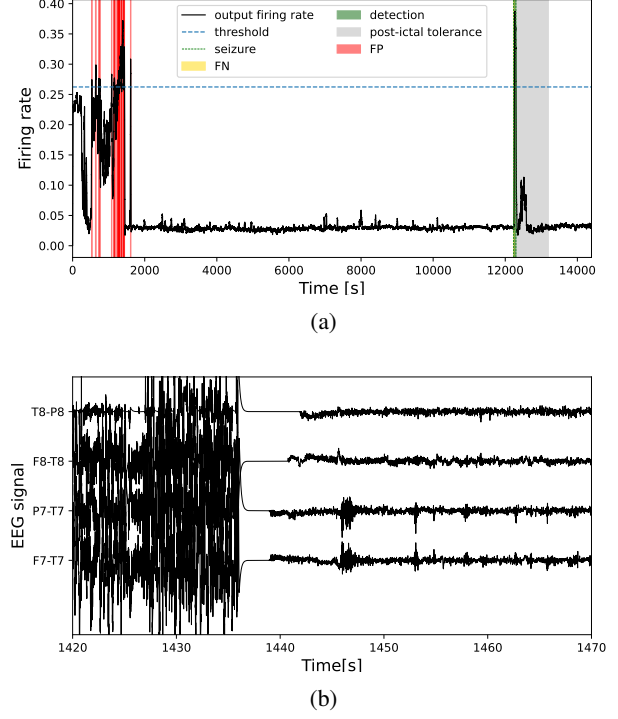 0.40
output firing rate
detection
threshold
post-ictal tolerance
seizure
FP
FN
0.35
0.30
0.25
0.20
0.15
0.10
0.05
0.00
Firing rate
0 2000 4000 6000 8000 10000 12000 14000
Time [s]
(a)
T8-P8
F8-T8
P7-T7
F7-T7
EEG signal
1420 1430 1440 1450 1460 1470
Time[s]
(b)